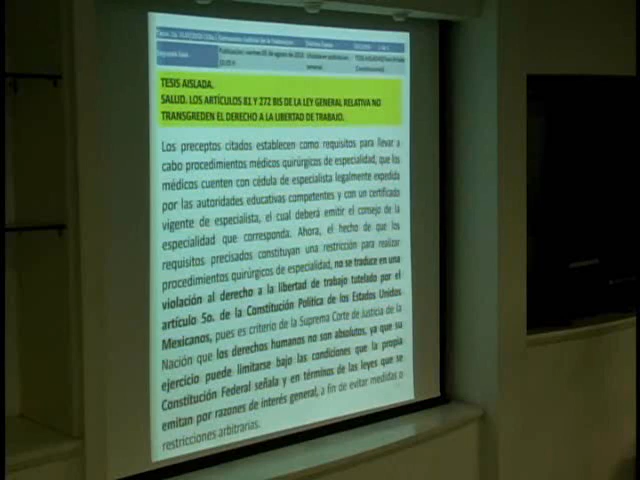 Segunda Sala
TESIS AISLADA.
SALUD. LOS ARTÍCULOS 81 Y 272 BIS DE LA LEY GENERAL RELATIVA NO
TRANSGREDEN EL DERECHO A LA LIBERTAD DE TRABAJO.
Los preceptos citados establecen como requisitos para llevar a
cabo procedimientos médicos quirúrgicos de especialidad, que los
médicos cuenten con cédula de especialista legalmente expedida
por las autoridades educativas competentes y con un certificado
vigente de especialista, el cual deberá emitir el consejo de la
especialidad que corresponda. Ahora, el hecho de que los
requisitos precisados constituyan una restricción para realizar
procedimientos quirúrgicos de especialidad, no se traduce en una
violación al derecho a la libertad de trabajo tutelado por el
artículo 5o. de la Constitución Política de los Estados Unidos
Mexicanos, pues es criterio de la Suprema Corte de Justicia de la
Nación que los derechos humanos no son absolutos, ya que su
ejercicio puede limitarse bajo las condiciones que la propia
Constitución Federal señala y en términos de las leyes que se
emitan por razones de interés general, a fin de evitar medidas o
restricciones arbitrarias.